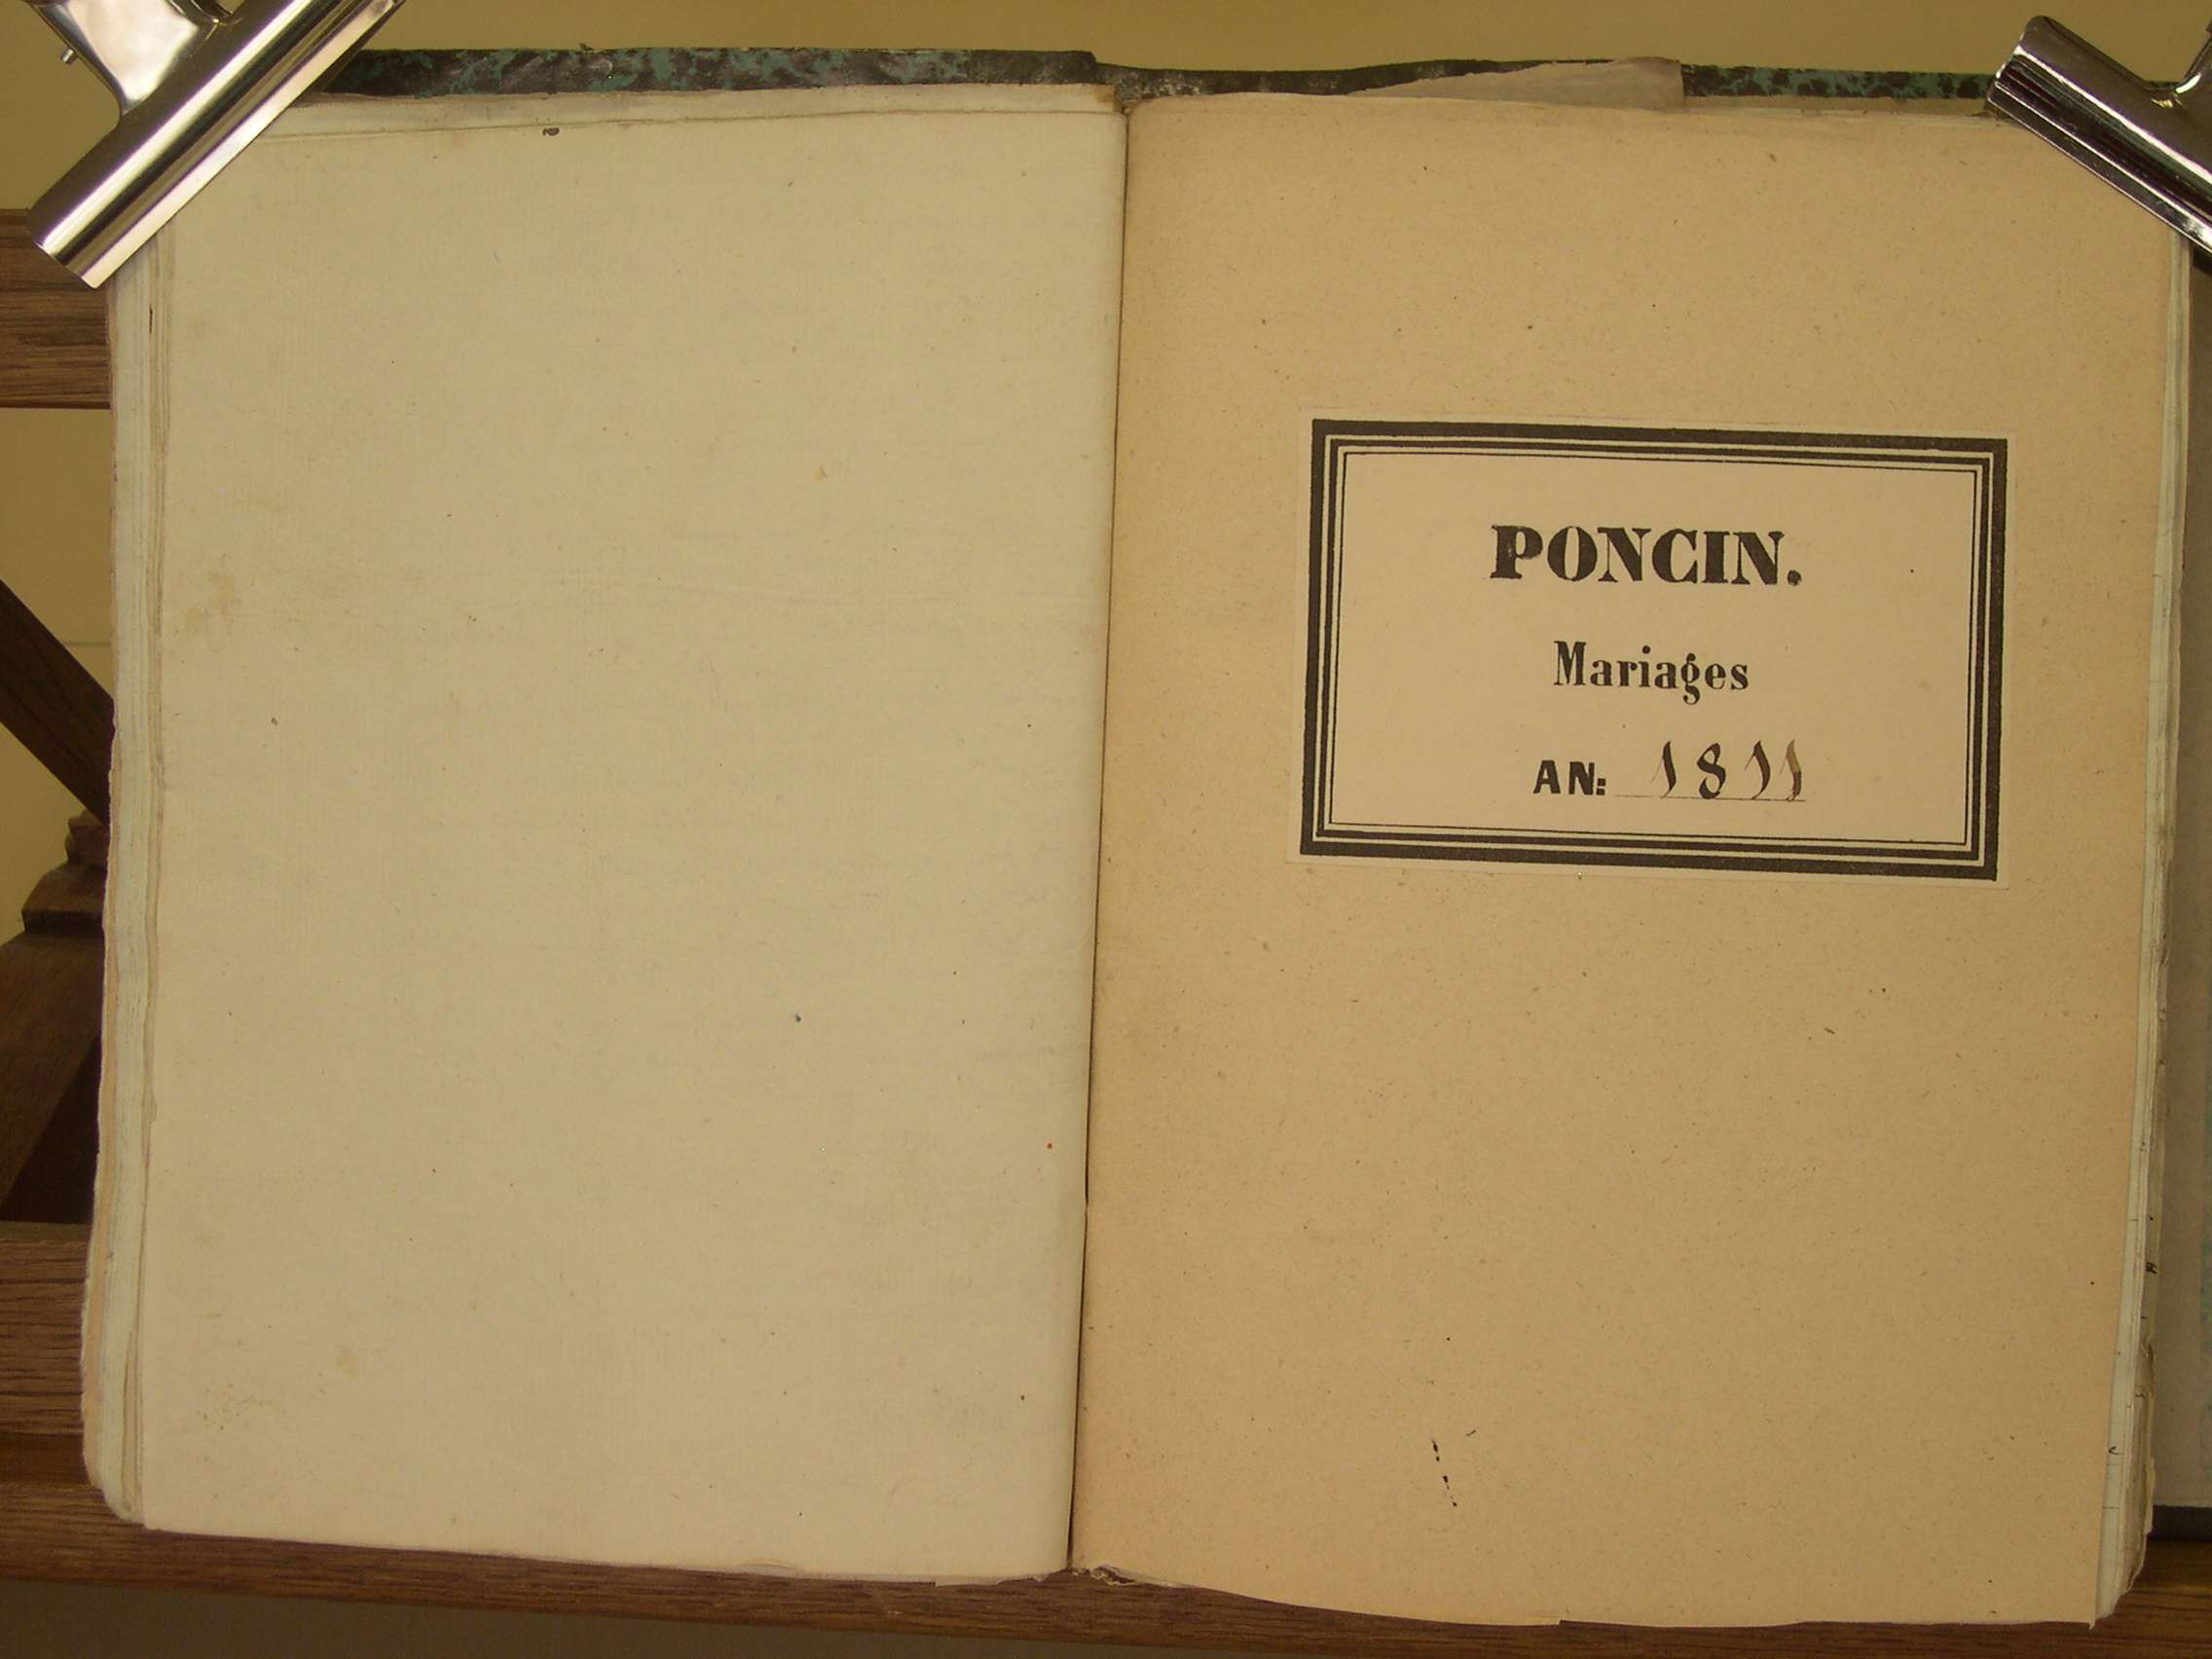 PONCIN.
Mariages
AN: 1811